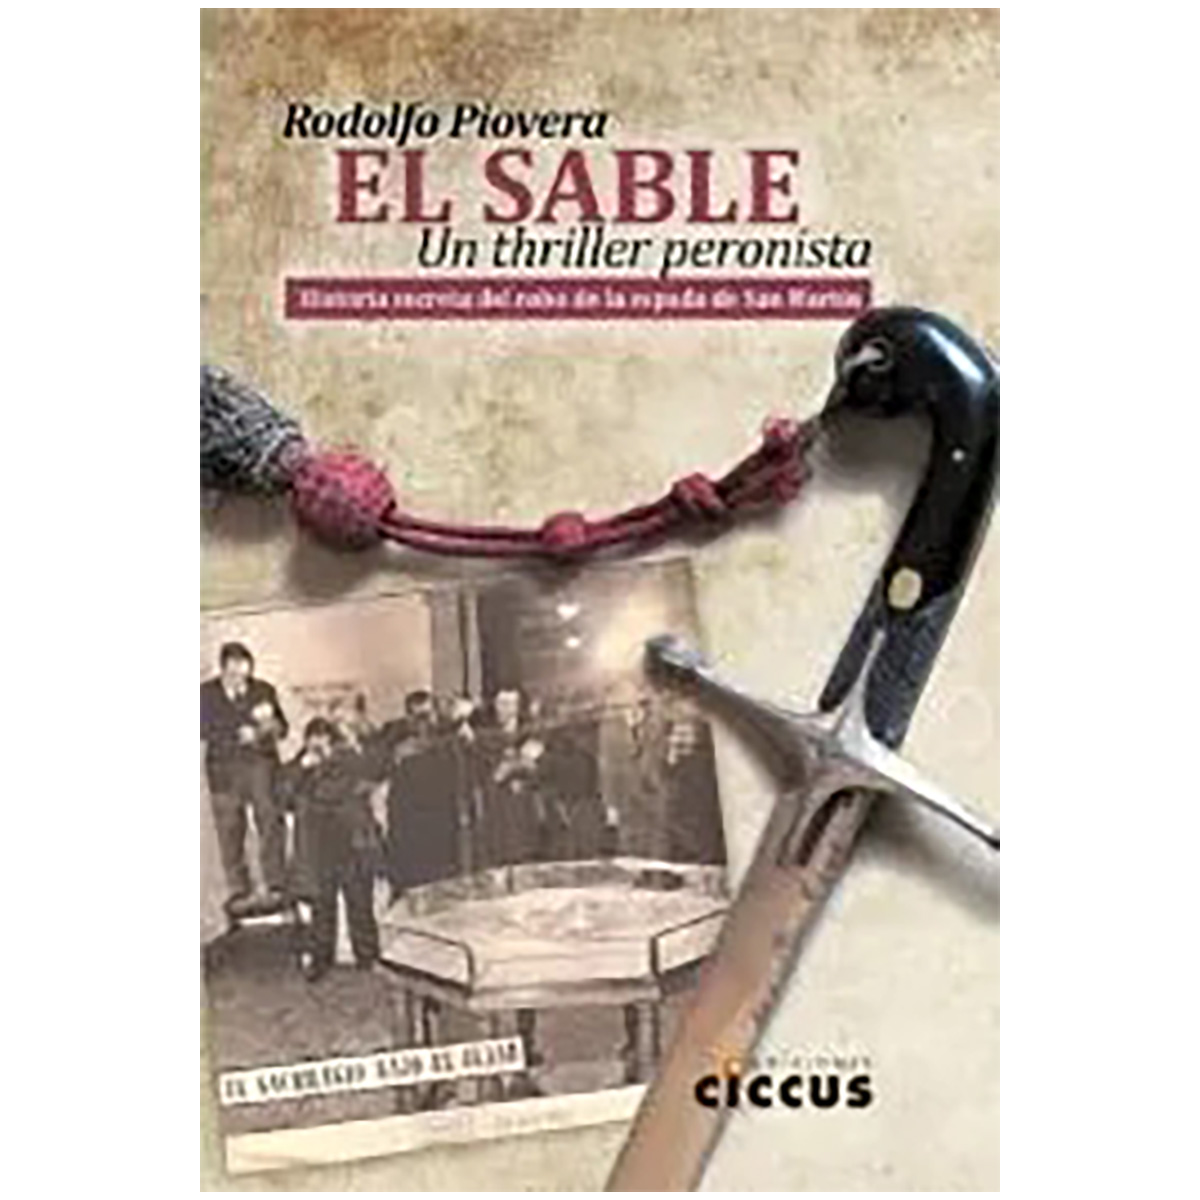 Rodolfo Piovera
EL SABLE
Un thriller peronista
Historia secreta del robo de la espada de San Martín
EL SACRILEGIO BAJO EL
ediciones
CICCUS